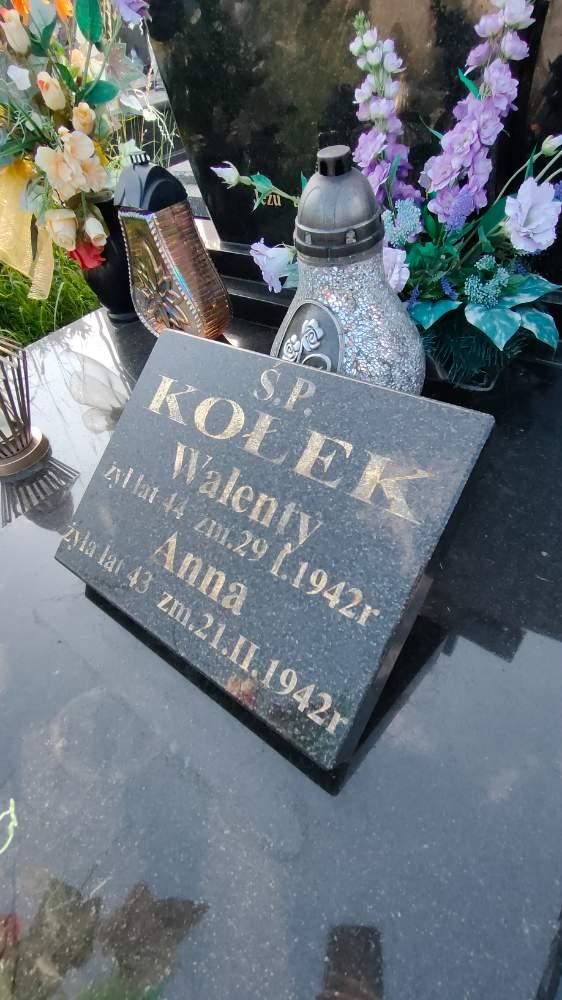 Ś.P.
KOŁEK
Walenty
żył lat 44 zm.29 I.1942r
Anna
żyła lat 43 zm.21.II.1942r